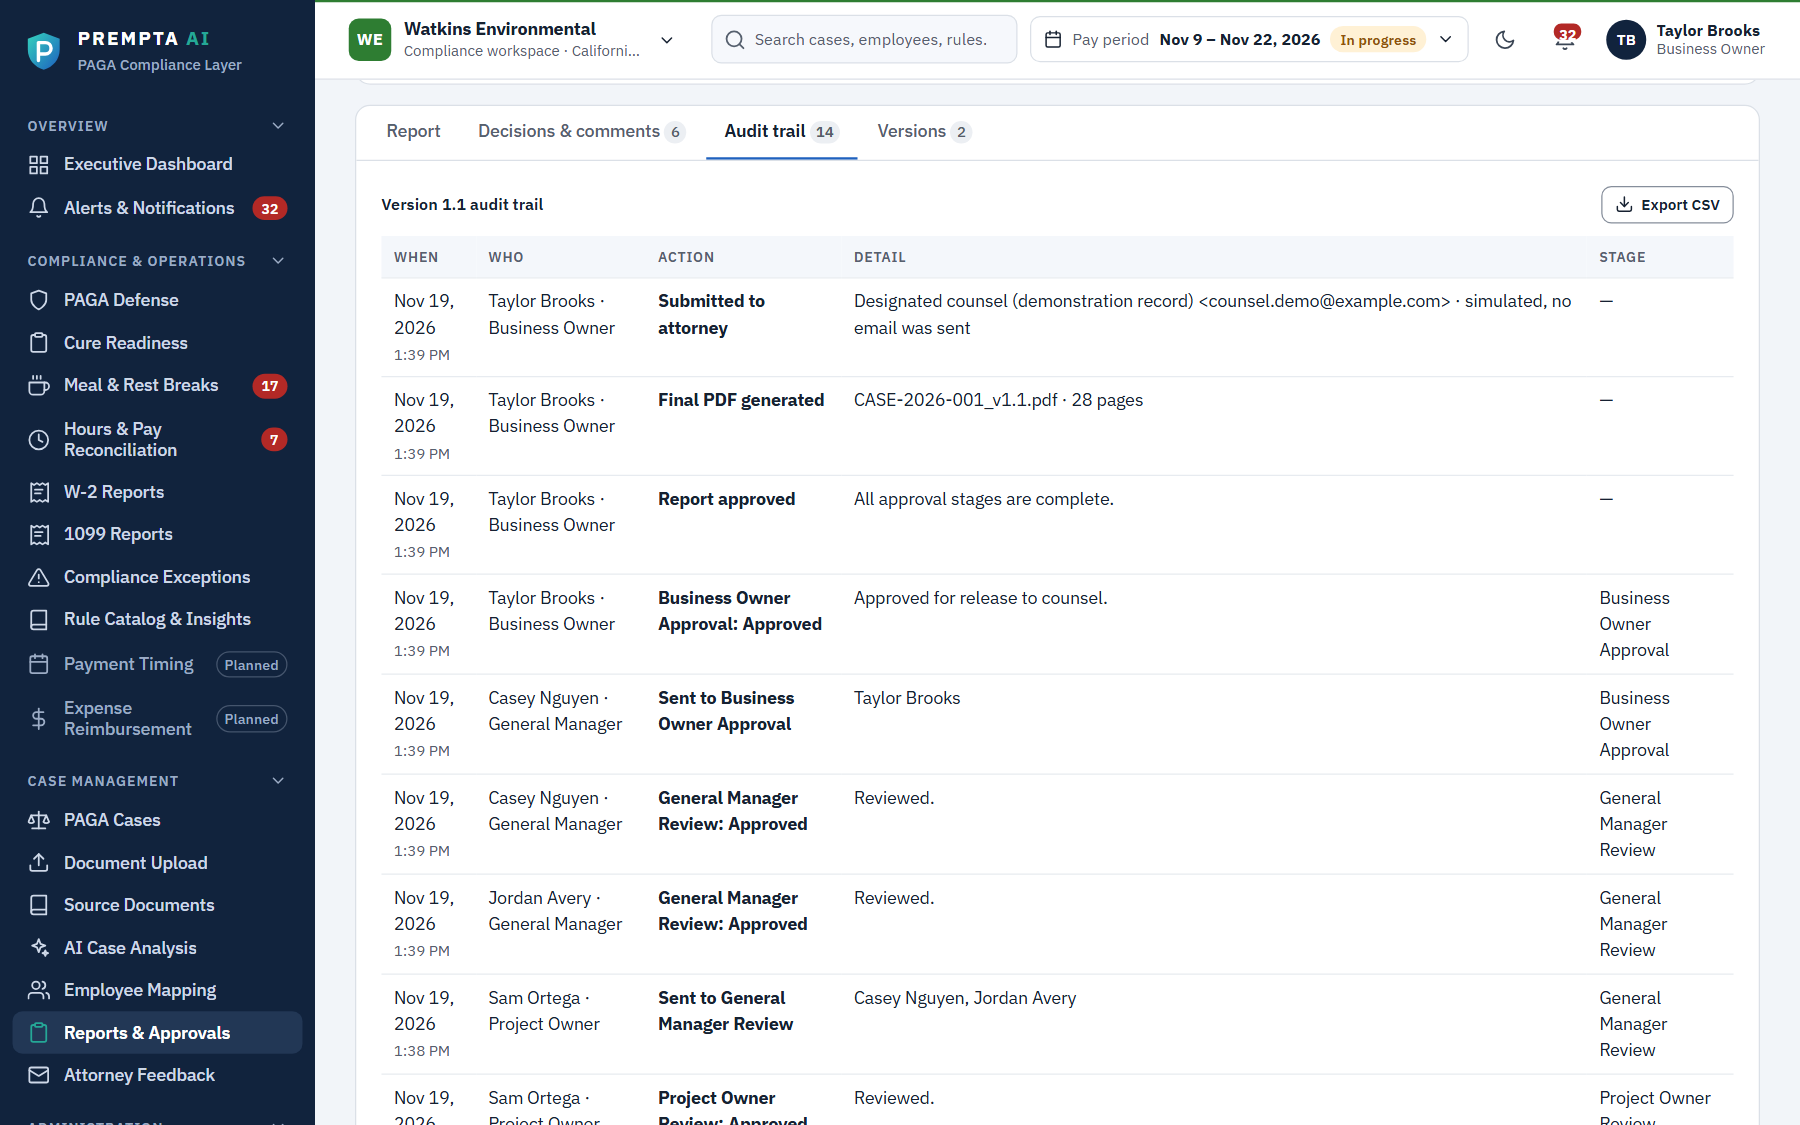 PREMPTA AI
PAGA Compliance Layer
OVERVIEW
Executive Dashboard
Alerts & Notifications 32
COMPLIANCE & OPERATIONS
PAGA Defense
Cure Readiness
Meal & Rest Breaks 17
Hours & Pay
Reconciliation 7
W-2 Reports
1099 Reports
Compliance Exceptions
Rule Catalog & Insights
Payment Timing Planned
Expense
Reimbursement Planned
CASE MANAGEMENT
PAGA Cases
Document Upload
Source Documents
AI Case Analysis
Employee Mapping
Reports & Approvals
Attorney Feedback
ADMINISTRATION
WE Watkins Environmental
Compliance workspace · Californi...
Search cases, employees, rules.
Pay period Nov 9 – Nov 22, 2026 In progress
32
TB Taylor Brooks
Business Owner
Report Decisions & comments 6 Audit trail 14 Versions 2
Version 1.1 audit trail Export CSV
WHEN WHO ACTION DETAIL STAGE
Nov 19, Taylor Brooks · Submitted to Designated counsel (demonstration record) <counsel.demo@example.com> · simulated, no —
2026 Business Owner attorney email was sent
1:39 PM
Nov 19, Taylor Brooks · Final PDF generated CASE-2026-001_v1.1.pdf · 28 pages —
2026 Business Owner
1:39 PM
Nov 19, Taylor Brooks · Report approved All approval stages are complete. —
2026 Business Owner
1:39 PM
Nov 19, Taylor Brooks · Business Owner Approved for release to counsel. Business
2026 Business Owner Approval: Approved Owner
1:39 PM Approval
Nov 19, Casey Nguyen · Sent to Business Taylor Brooks Business
2026 General Manager Owner Approval Owner
1:39 PM Approval
Nov 19, Casey Nguyen · General Manager Reviewed. General
2026 General Manager Review: Approved Manager
1:39 PM Review
Nov 19, Jordan Avery · General Manager Reviewed. General
2026 General Manager Review: Approved Manager
1:39 PM Review
Nov 19, Sam Ortega · Sent to General Casey Nguyen, Jordan Avery General
2026 Project Owner Manager Review Manager
1:38 PM Review
Nov 19, Sam Ortega · Project Owner Reviewed. Project Owner
2026 Project Owner Review: Approved Review